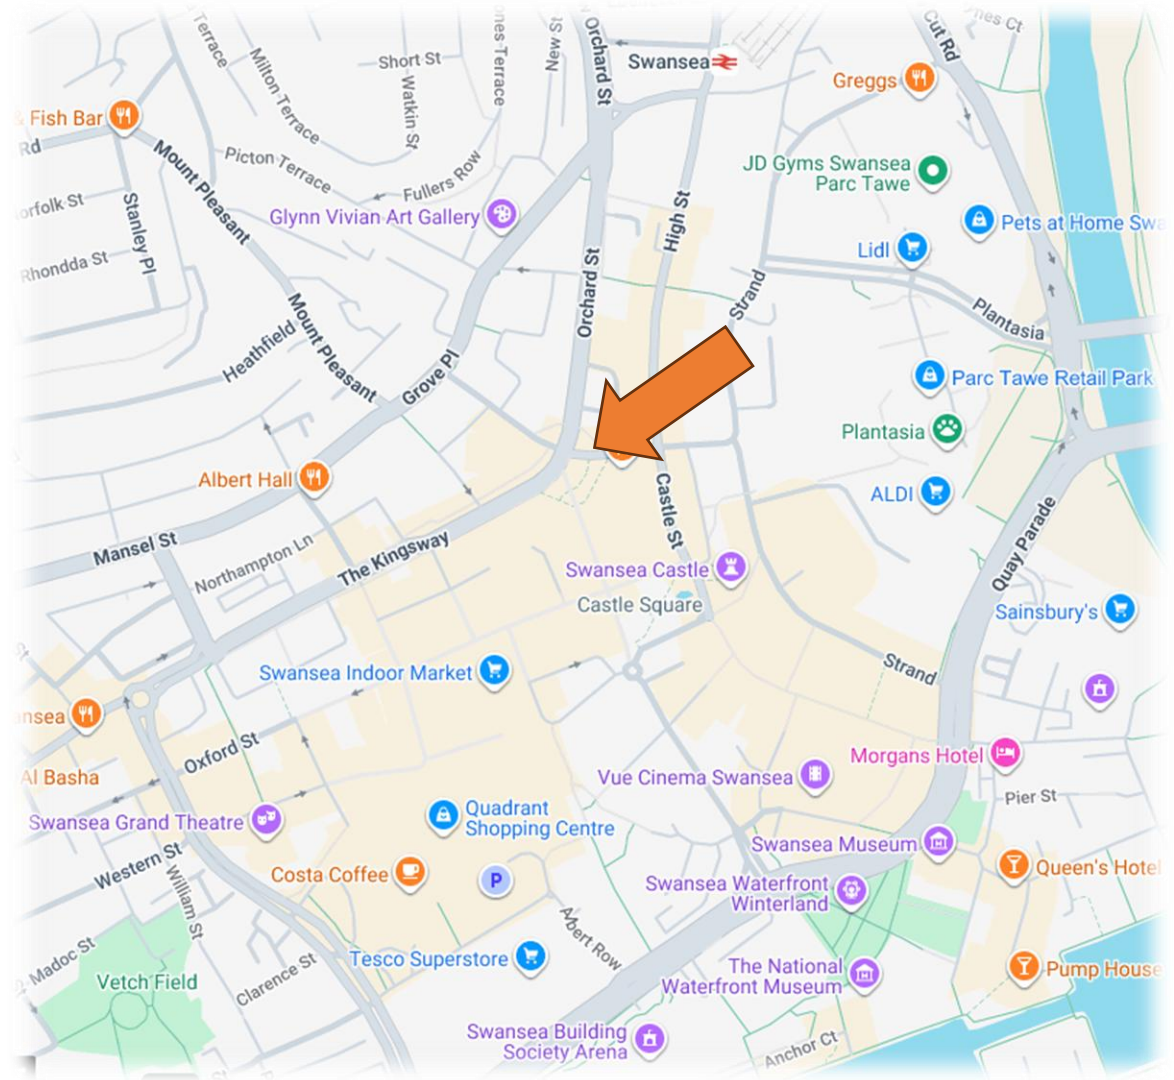 Terrace
Milton Terrace
Short St
Watkin St
New St
Orchard St
Swansea
Cut Rd
Greggs
& Fish Bar
Rd
Mount Pleasant
Picton Terrace
Fullers Row
JD Gyms Swansea
Parc Tawe
Stanley Pl
Glynn Vivian Art Gallery
High St
Pets at Home Swa
Lidl
Rhondda St
Orchard St
Strand
Plantasia
Mount Pleasant
Heathfield
Grove Pl
Parc Tawe Retail Park
Plantasia
Albert Hall
Castle St
ALDI
Mansel St
Northampton Ln
The Kingsway
Quay Parade
Swansea Castle
Castle Square
Sainsbury's
Swansea Indoor Market
Strand
nsea
Oxford St
Morgans Hotel
Al Basha
Vue Cinema Swansea
Pier St
Swansea Grand Theatre
Quadrant
Shopping Centre
Swansea Museum
Western St
William St
Costa Coffee
P
Swansea Waterfront
Winterland
Queen's Hotel
Albert Row
Madoc St
Vetch Field
Clarence St
Tesco Superstore
The National
Waterfront Museum
Pump House
Swansea Building
Society Arena
Anchor Ct